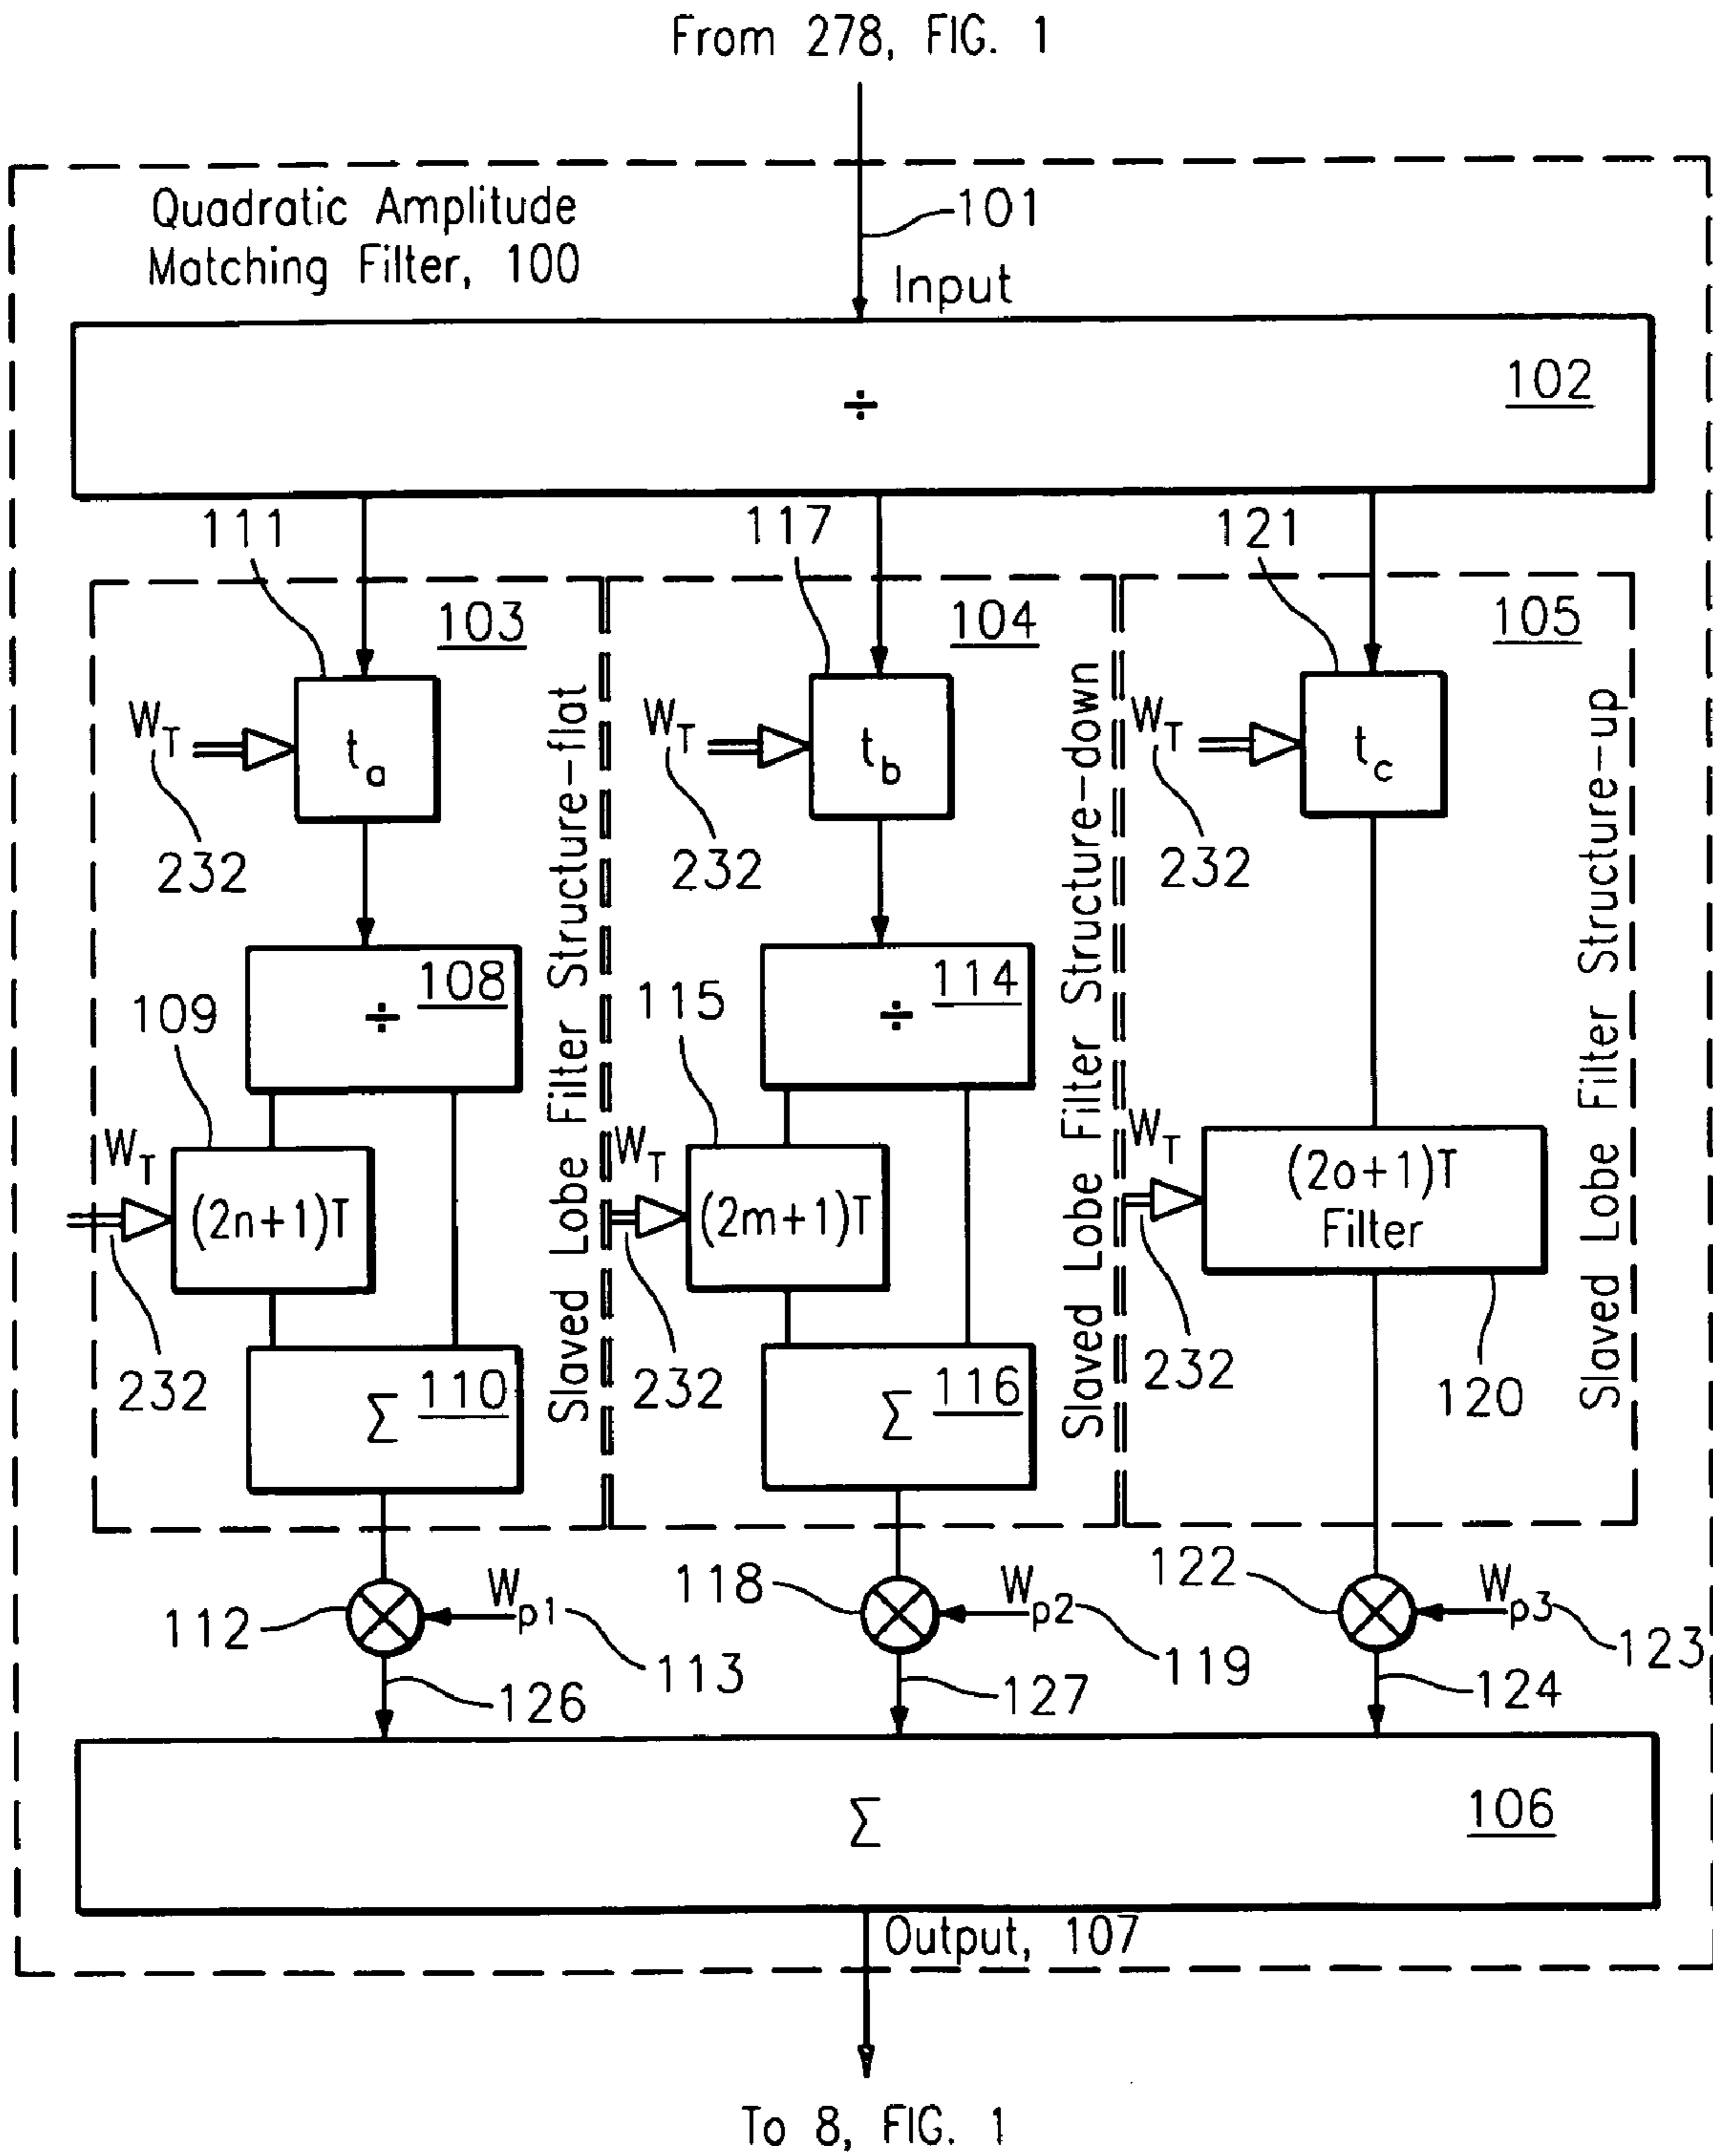 From 278, FIG. 1
Quadratic Amplitude
Matching Filter, 100
101
Input
÷
102
111
117
121
103
104
105
W_T
t_a
W_T
t_b
W_T
t_c
232
232
232
Slaved Lobe Filter Structure-flat
Slaved Lobe Filter Structure-down
Slaved Lobe Filter Structure-up
108
÷
114
÷
109
115
W_T
(2n+1)T
W_T
(2m+1)T
W_T
(2o+1)T
Filter
232
232
232
120
110
Σ
116
Σ
112
W_p1
113
118
W_p2
119
122
W_p3
123
126
127
124
Σ
106
Output, 107
To 8, FIG. 1